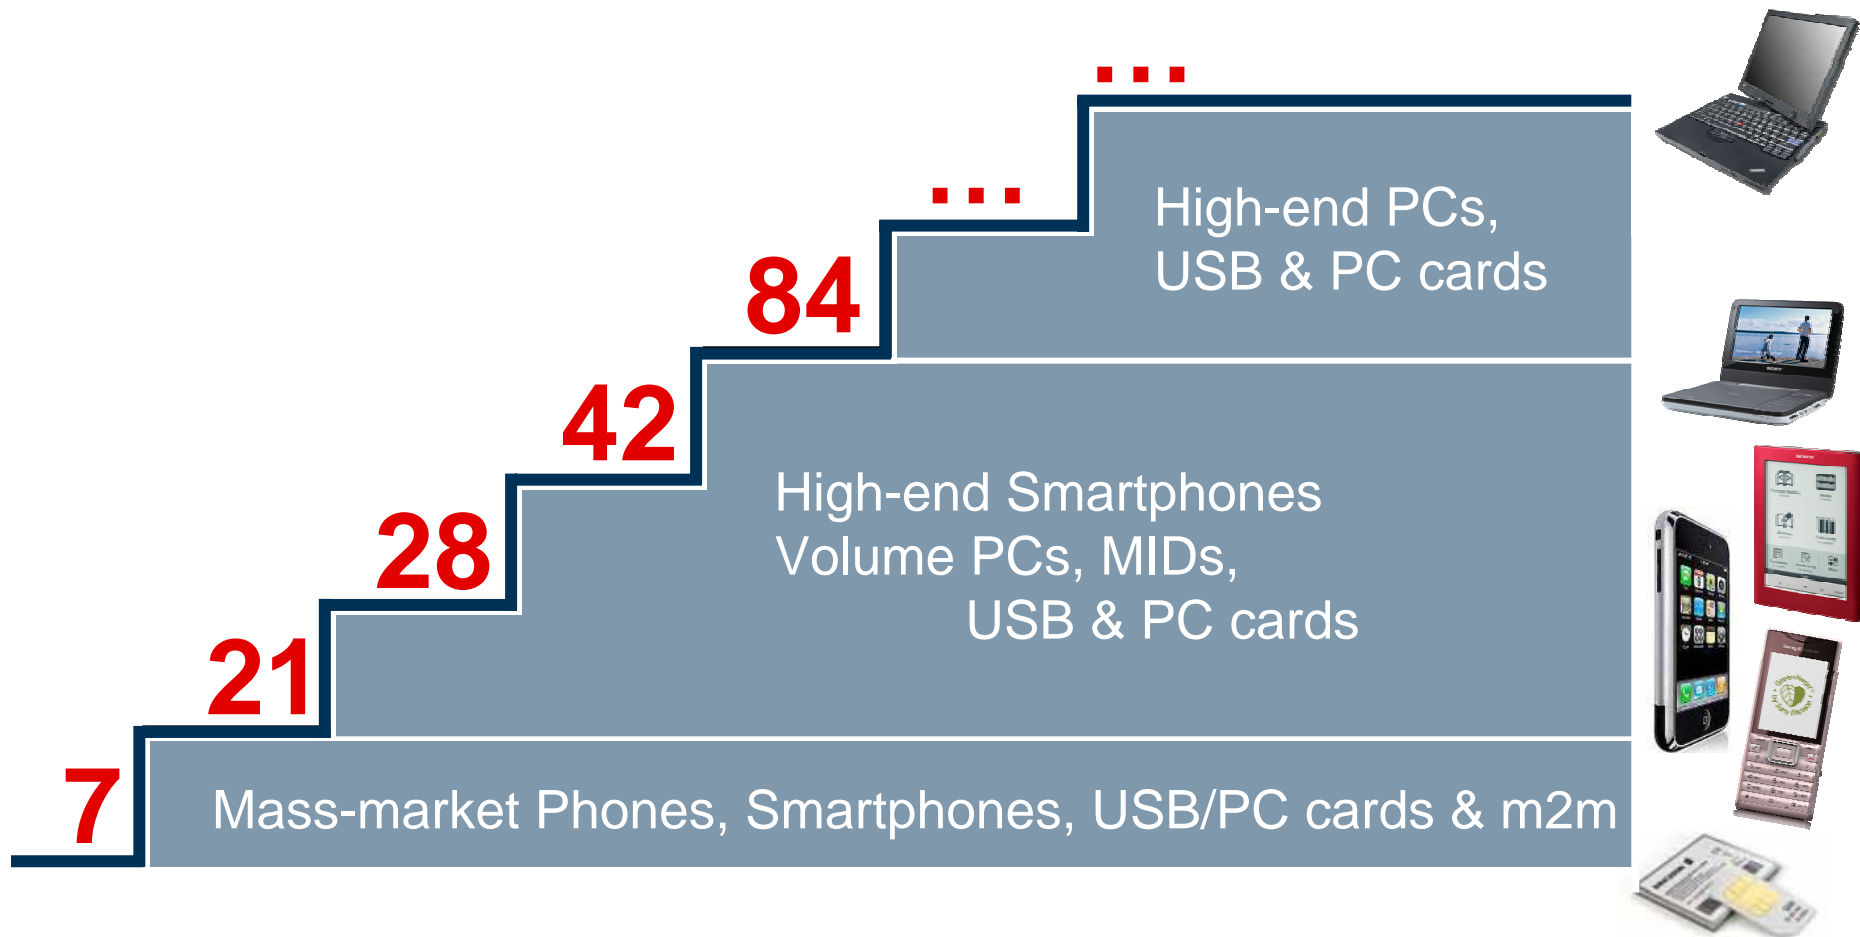 ...
...
High-end PCs,
USB & PC cards
84
42
High-end Smartphones
Volume PCs, MIDs,
USB & PC cards
28
21
7
Mass-market Phones, Smartphones, USB/PC cards & m2m